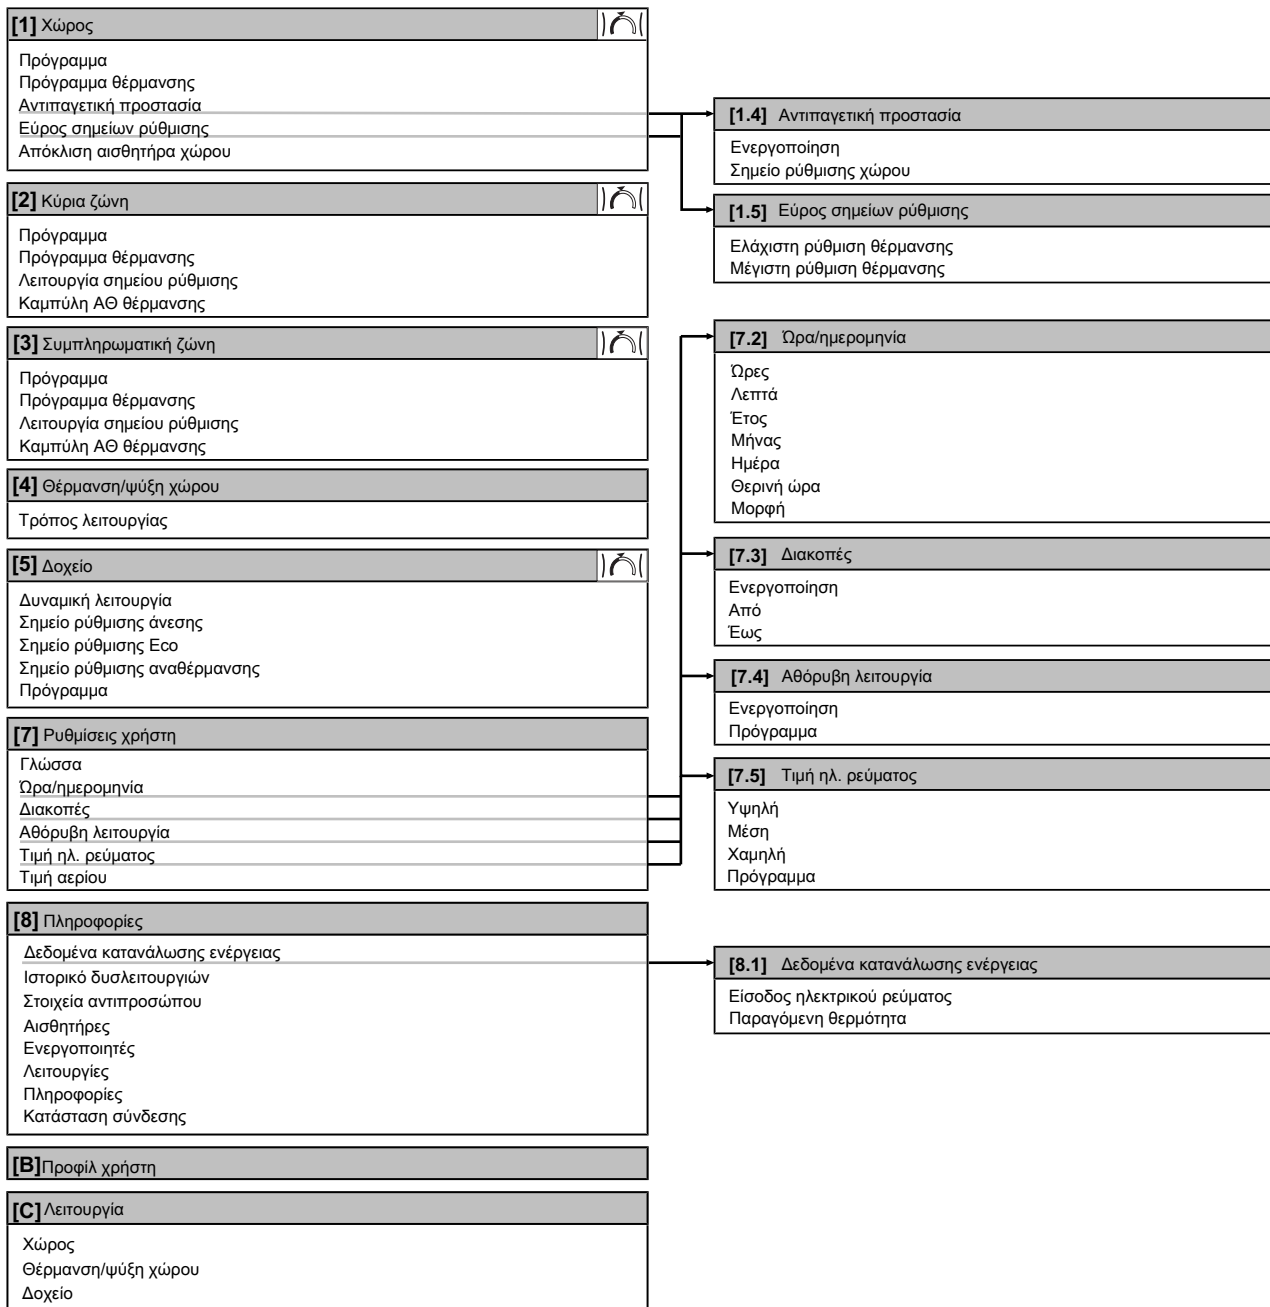 [1] Χώρος
Πρόγραμμα
Πρόγραμμα θέρμανσης
Αντιπαγετική προστασία
Εύρος σημείων ρύθμισης
Απόκλιση αισθητήρα χώρου
[1.4] Αντιπαγετική προστασία
Ενεργοποίηση
Σημείο ρύθμισης χώρου
[1.5] Εύρος σημείων ρύθμισης
Ελάχιστη ρύθμιση θέρμανσης
Μέγιστη ρύθμιση θέρμανσης
[2] Κύρια ζώνη
Πρόγραμμα
Πρόγραμμα θέρμανσης
Λειτουργία σημείου ρύθμισης
Καμπύλη ΑΘ θέρμανσης
[3] Συμπληρωματική ζώνη
Πρόγραμμα
Πρόγραμμα θέρμανσης
Λειτουργία σημείου ρύθμισης
Καμπύλη ΑΘ θέρμανσης
[4] Θέρμανση/ψύξη χώρου
Τρόπος λειτουργίας
[5] Δοχείο
Δυναμική λειτουργία
Σημείο ρύθμισης άνεσης
Σημείο ρύθμισης Eco
Σημείο ρύθμισης αναθέρμανσης
Πρόγραμμα
[7] Ρυθμίσεις χρήστη
Γλώσσα
Ώρα/ημερομηνία
Διακοπές
Αθόρυβη λειτουργία
Τιμή ηλ. ρεύματος
Τιμή αερίου
[7.2] Ώρα/ημερομηνία
Ώρες
Λεπτά
Έτος
Μήνας
Ημέρα
Θερινή ώρα
Μορφή
[7.3] Διακοπές
Ενεργοποίηση
Από
Έως
[7.4] Αθόρυβη λειτουργία
Ενεργοποίηση
Πρόγραμμα
[7.5] Τιμή ηλ. ρεύματος
Υψηλή
Μέση
Χαμηλή
Πρόγραμμα
[8] Πληροφορίες
Δεδομένα κατανάλωσης ενέργειας
Ιστορικό δυσλειτουργιών
Στοιχεία αντιπροσώπου
Αισθητήρες
Ενεργοποιητές
Λειτουργίες
Πληροφορίες
Κατάσταση σύνδεσης
[8.1] Δεδομένα κατανάλωσης ενέργειας
Είσοδος ηλεκτρικού ρεύματος
Παραγόμενη θερμότητα
[B] Προφίλ χρήστη
[C] Λειτουργία
Χώρος
Θέρμανση/ψύξη χώρου
Δοχείο